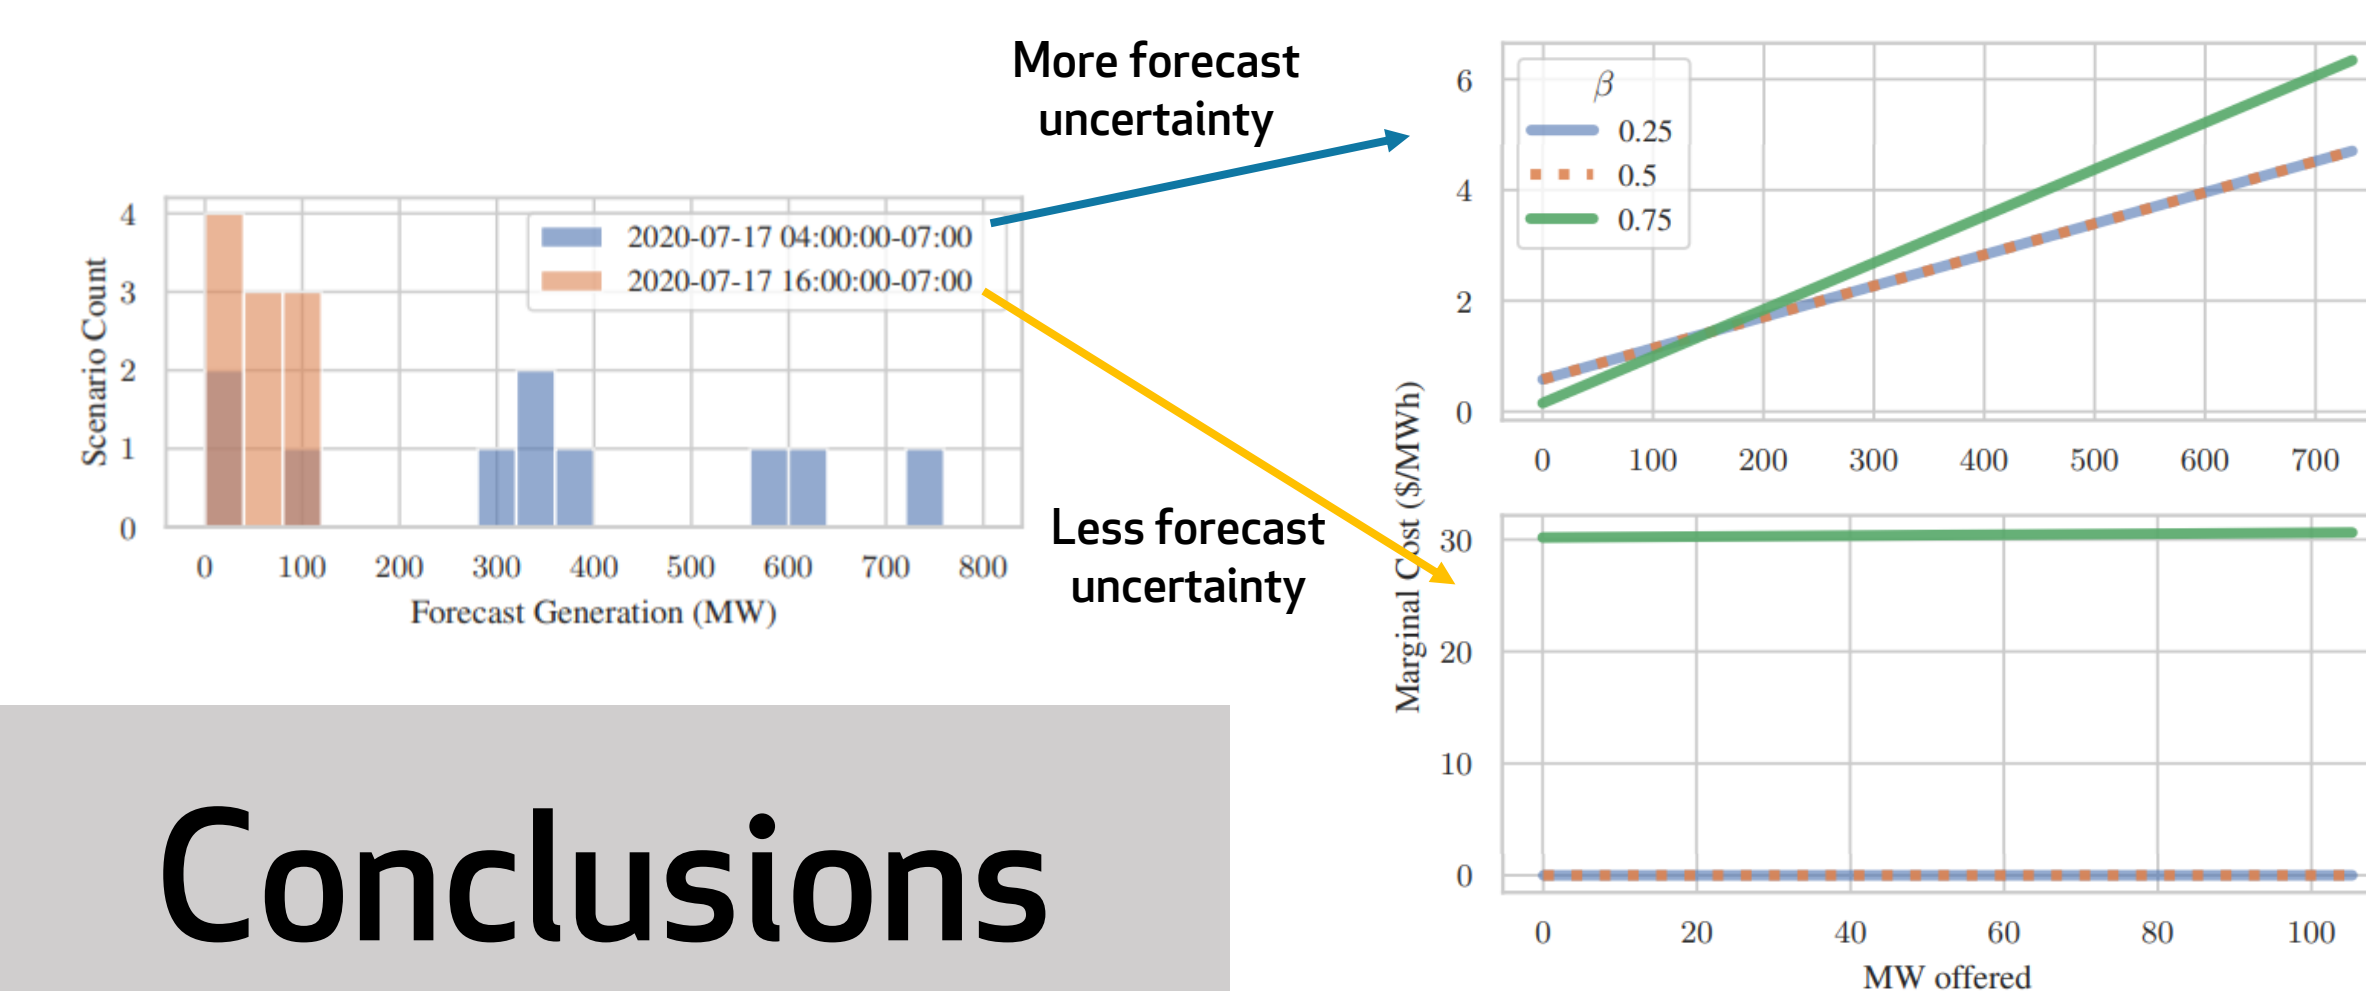 More forecast
uncertainty
4
3
2
1
0
Scenario Count
2020-07-17 04:00:00-07:00
2020-07-17 16:00:00-07:00
0 100 200 300 400 500 600 700 800
Forecast Generation (MW)
Less forecast
uncertainty
β
0.25
0.5
0.75
6
4
2
0
0 100 200 300 400 500 600 700
Marginal Cost ($/MWh)
30
20
10
0
0 20 40 60 80 100
MW offered
Conclusions